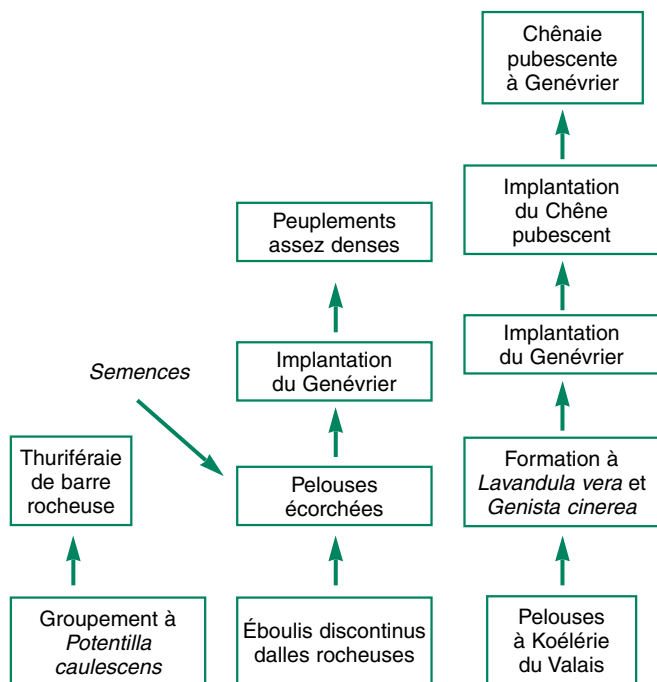 Chênaie
pubescente
à Genévrier
Implantation
du Chêne
pubescent
Peuplements
assez denses
Implantation
du Genévrier
Implantation
du Genévrier
Semences
Thuriféraie
de barre
rocheuse
Pelouses
écorchées
Formation à
Lavandula vera et
Genista cinerea
Groupement à
Potentilla
caulescens
Éboulis discontinus
dalles rocheuses
Pelouses
à Koélérie
du Valais